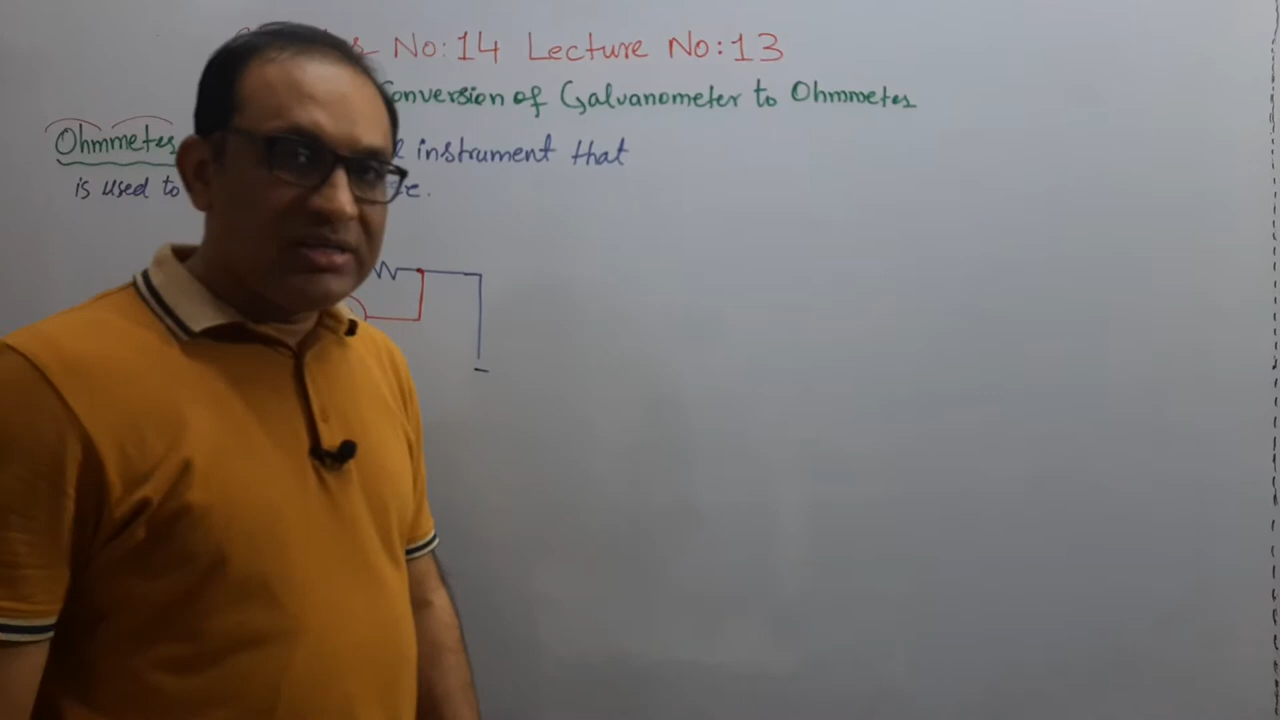 No: 14 Lecture No: 13
Conversion of Galvanometer to Ohmmeter
Ohmmeter instrument that
is used to